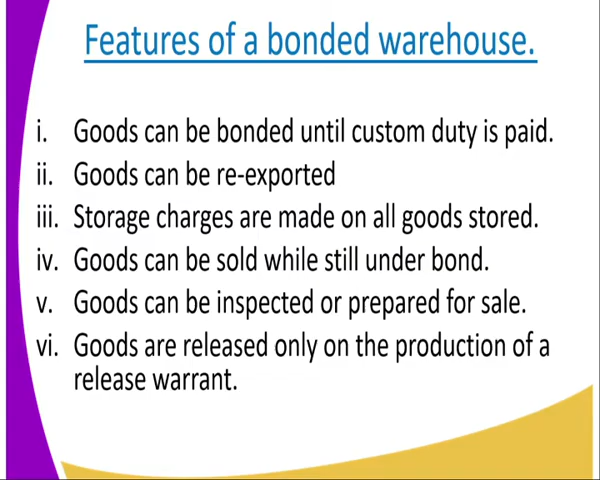 Features of a bonded warehouse.
i. Goods can be bonded until custom duty is paid.
ii. Goods can be re-exported
iii. Storage charges are made on all goods stored.
iv. Goods can be sold while still under bond.
v. Goods can be inspected or prepared for sale.
vi. Goods are released only on the production of a
release warrant.